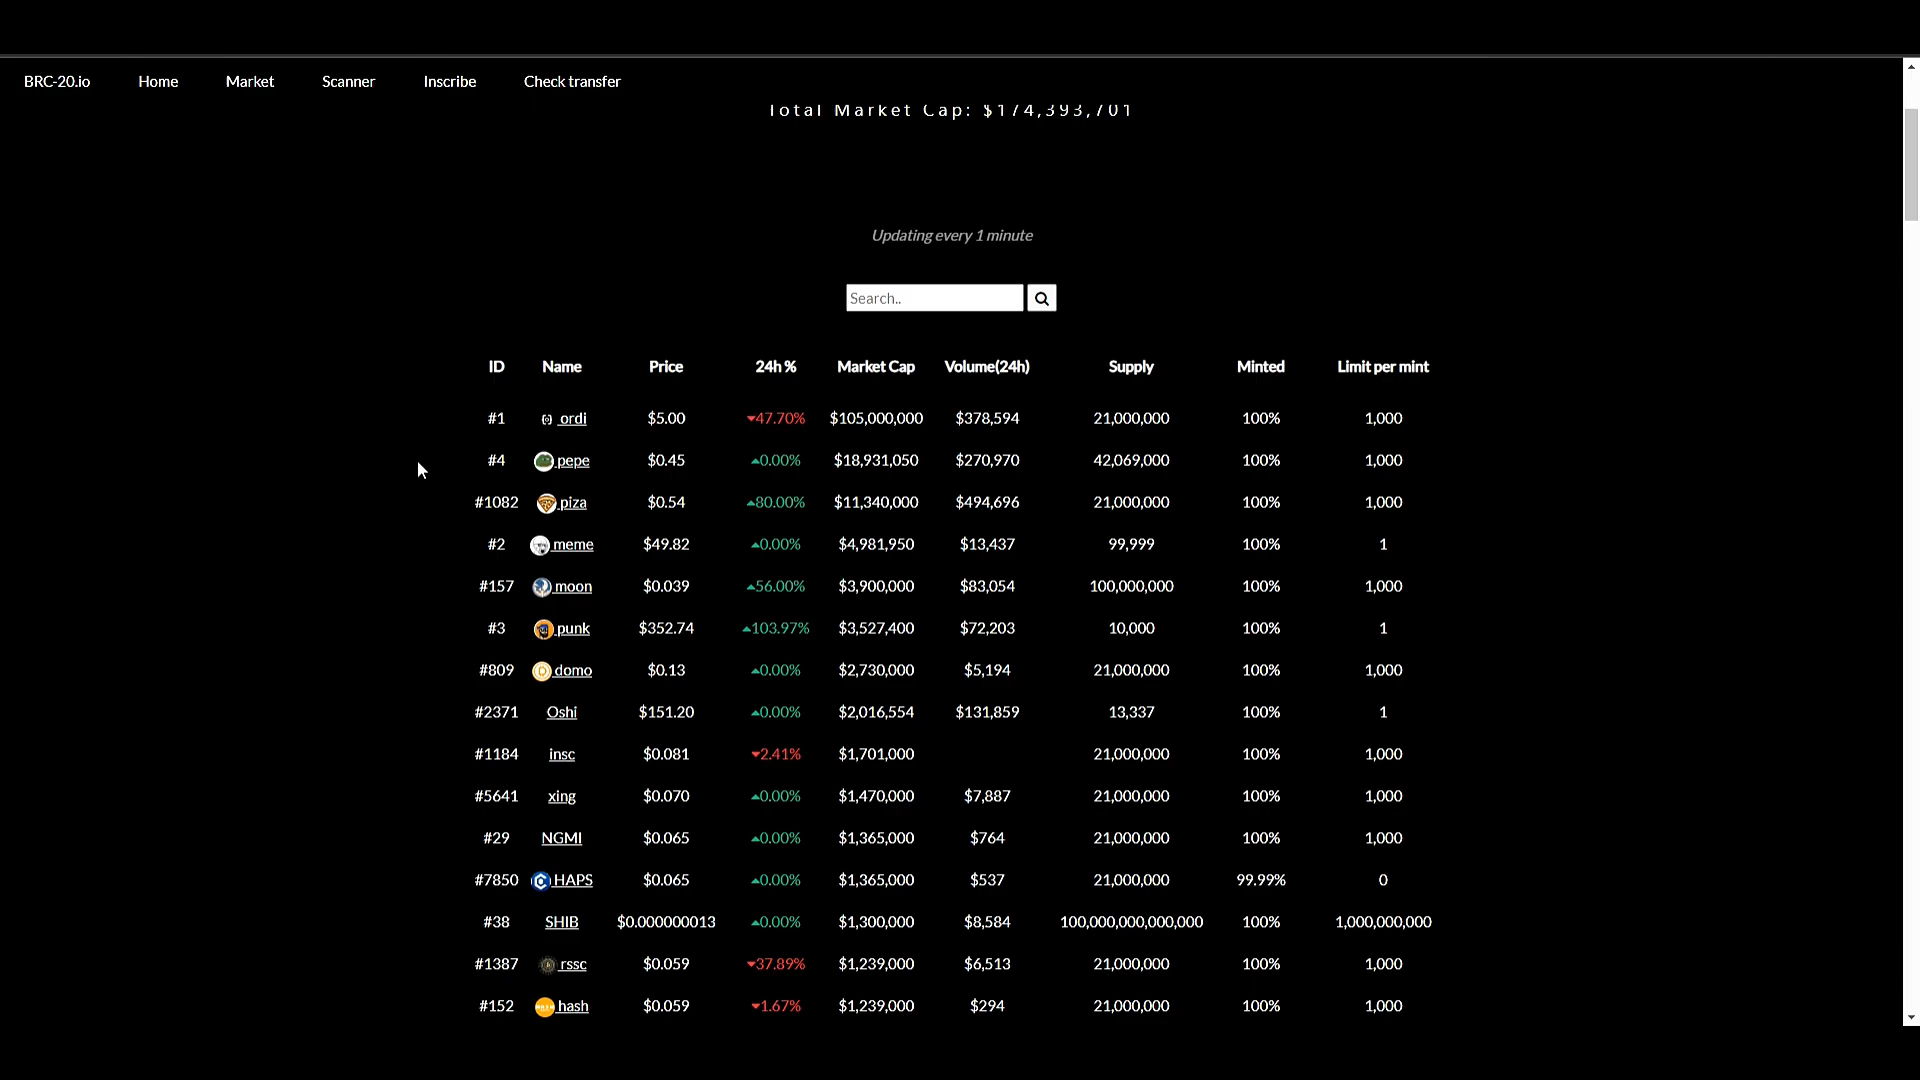 BRC-20.io Home Market Scanner Inscribe Check transfer
Total Market Cap: $174,393,701
Updating every 1 minute
Search..
ID Name Price 24h % Market Cap Volume(24h) Supply Minted Limit per mint
#1 ordi $5.00 47.70% $105,000,000 $378,594 21,000,000 100% 1,000
#4 pepe $0.45 0.00% $18,931,050 $270,970 42,069,000 100% 1,000
#1082 piza $0.54 80.00% $11,340,000 $494,696 21,000,000 100% 1,000
#2 meme $49.82 0.00% $4,981,950 $13,437 99,999 100% 1
#157 moon $0.039 56.00% $3,900,000 $83,054 100,000,000 100% 1,000
#3 punk $352.74 103.97% $3,527,400 $72,203 10,000 100% 1
#809 domo $0.13 0.00% $2,730,000 $5,194 21,000,000 100% 1,000
#2371 Oshi $151.20 0.00% $2,016,554 $131,859 13,337 100% 1
#1184 insc $0.081 2.41% $1,701,000 21,000,000 100% 1,000
#5641 xing $0.070 0.00% $1,470,000 $7,887 21,000,000 100% 1,000
#29 NGMI $0.065 0.00% $1,365,000 $764 21,000,000 100% 1,000
#7850 HAPS $0.065 0.00% $1,365,000 $537 21,000,000 99.99% 0
#38 SHIB $0.000000013 0.00% $1,300,000 $8,584 100,000,000,000,000 100% 1,000,000,000
#1387 rssc $0.059 37.89% $1,239,000 $6,513 21,000,000 100% 1,000
#152 hash $0.059 1.67% $1,239,000 $294 21,000,000 100% 1,000